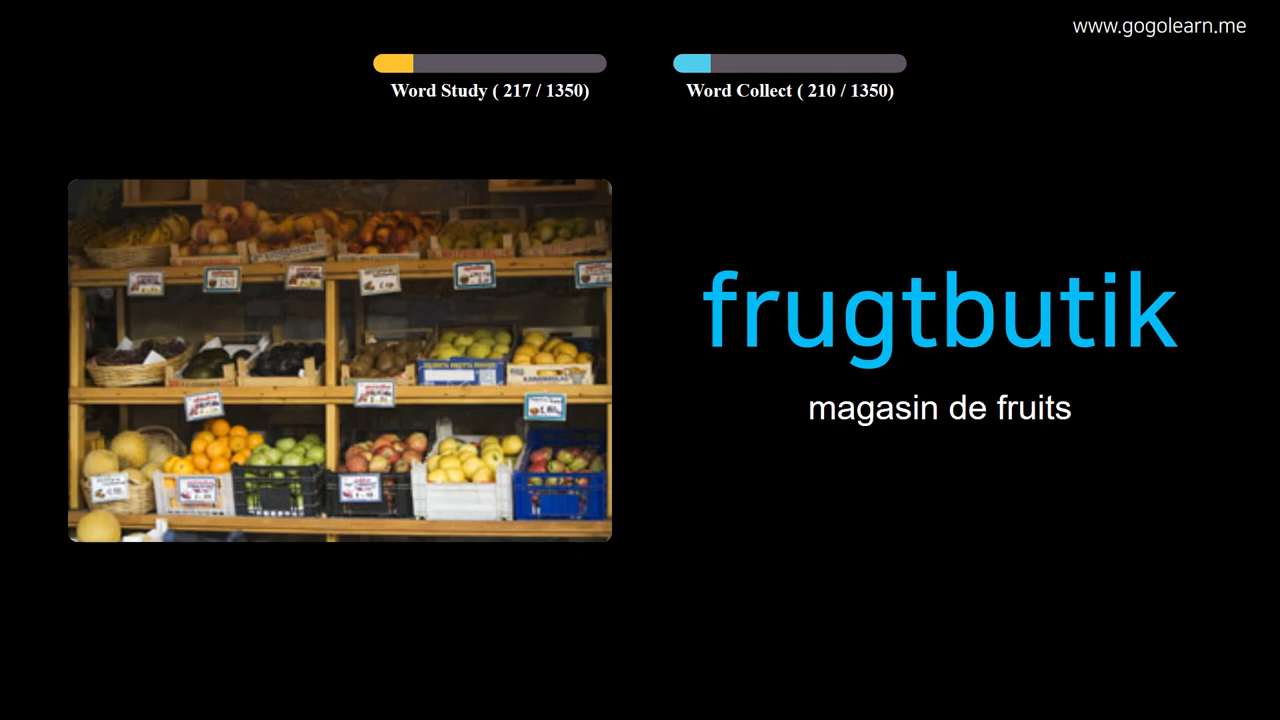 www.gogolearn.me
Word Study ( 217 / 1350)
Word Collect ( 210 / 1350)
frugtbutik
magasin de fruits